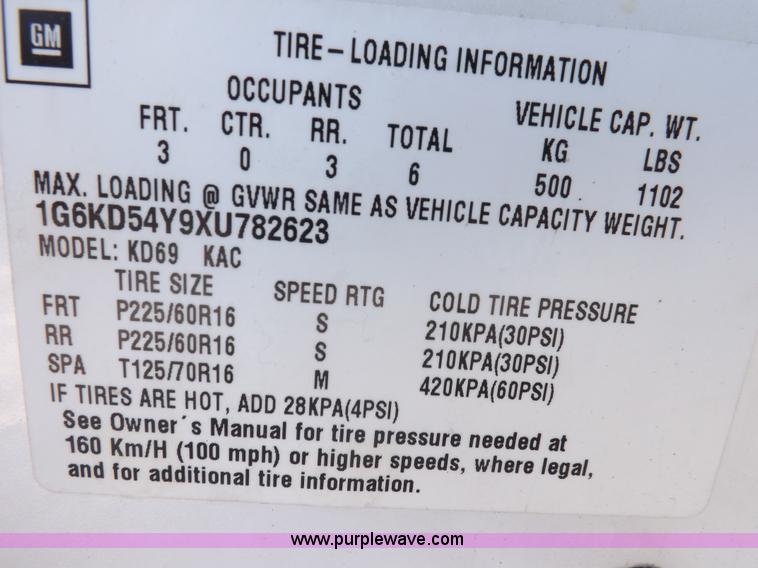 GM
TIRE-LOADING INFORMATION
OCCUPANTS VEHICLE CAP. WT.
FRT. CTR. RR. TOTAL KG LBS
3 0 3 6 500 1102
MAX. LOADING @ GVWR SAME AS VEHICLE CAPACITY WEIGHT.
1G6KD54Y9XU782623
MODEL: KD69 KAC
TIRE SIZE SPEED RTG COLD TIRE PRESSURE
FRT P225/60R16 S 210KPA(30PSI)
RR P225/60R16 S 210KPA(30PSI)
SPA T125/70R16 M 420KPA(60PSI)
IF TIRES ARE HOT, ADD 28KPA(4PSI)
See Owner´s Manual for tire pressure needed at
160 Km/H (100 mph) or higher speeds, where legal,
and for additional tire information.
www.purplewave.com